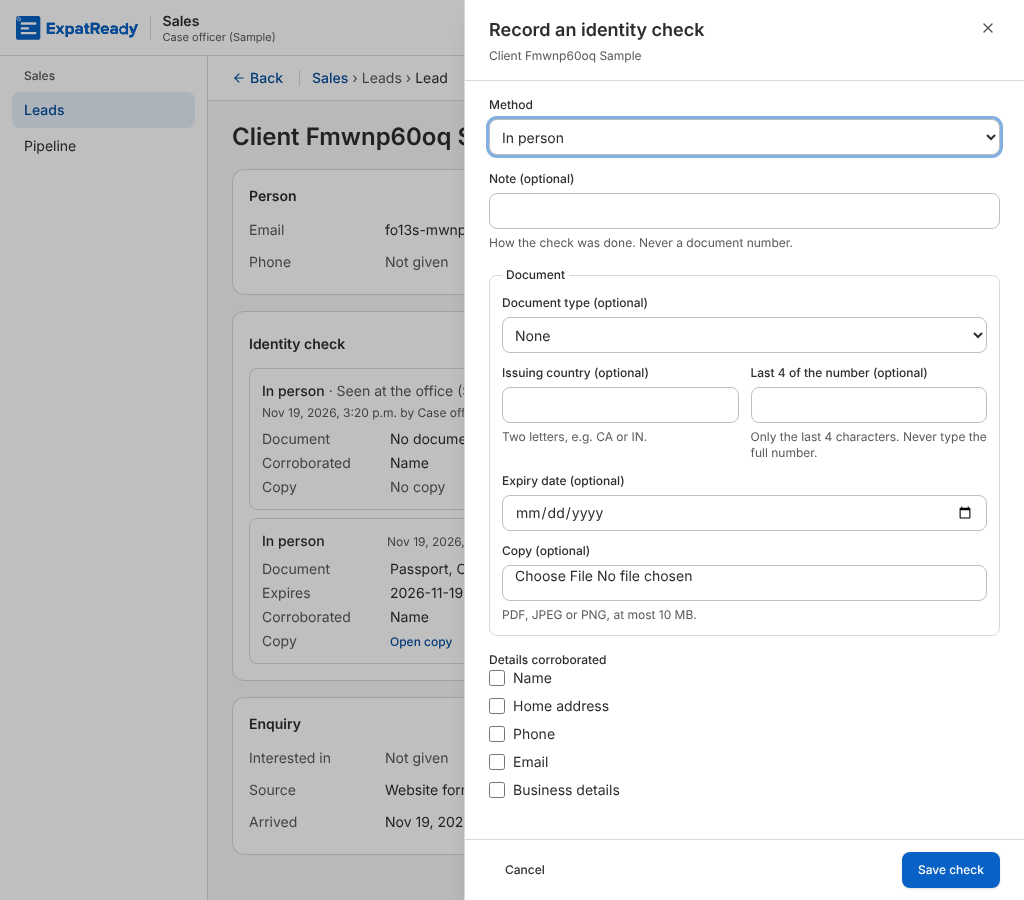 ExpatReady
Sales
Case officer (Sample)
Sales
Leads
Pipeline
← Back
Sales › Leads › Lead
Client Fmwnp60oq
Person
Email
fo13s-mwnp
Phone
Not given
Identity check
In person · Seen at the office (
Nov 19, 2026, 3:20 p.m. by Case off
Document
No docume
Corroborated
Name
Copy
No copy
In person
Nov 19, 2026,
Document
Passport, C
Expires
2026-11-19
Corroborated
Name
Copy
Open copy
Enquiry
Interested in
Not given
Source
Website for
Arrived
Nov 19, 202
Record an identity check
Client Fmwnp60oq Sample
Method
In person
Note (optional)
How the check was done. Never a document number.
Document
Document type (optional)
None
Issuing country (optional)
Two letters, e.g. CA or IN.
Last 4 of the number (optional)
Only the last 4 characters. Never type the
full number.
Expiry date (optional)
mm/dd/yyyy
Copy (optional)
Choose File No file chosen
PDF, JPEG or PNG, at most 10 MB.
Details corroborated
Name
Home address
Phone
Email
Business details
Cancel
Save check